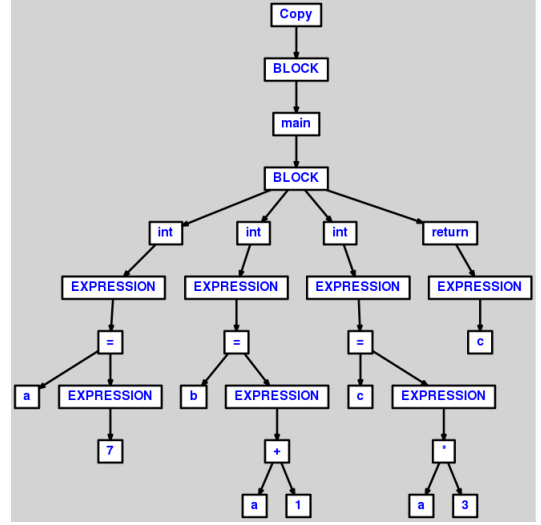 Copy
BLOCK
main
BLOCK
int int int return
EXPRESSION EXPRESSION EXPRESSION EXPRESSION
= = = c
a EXPRESSION b EXPRESSION c EXPRESSION
7 + *
a 1 a 3